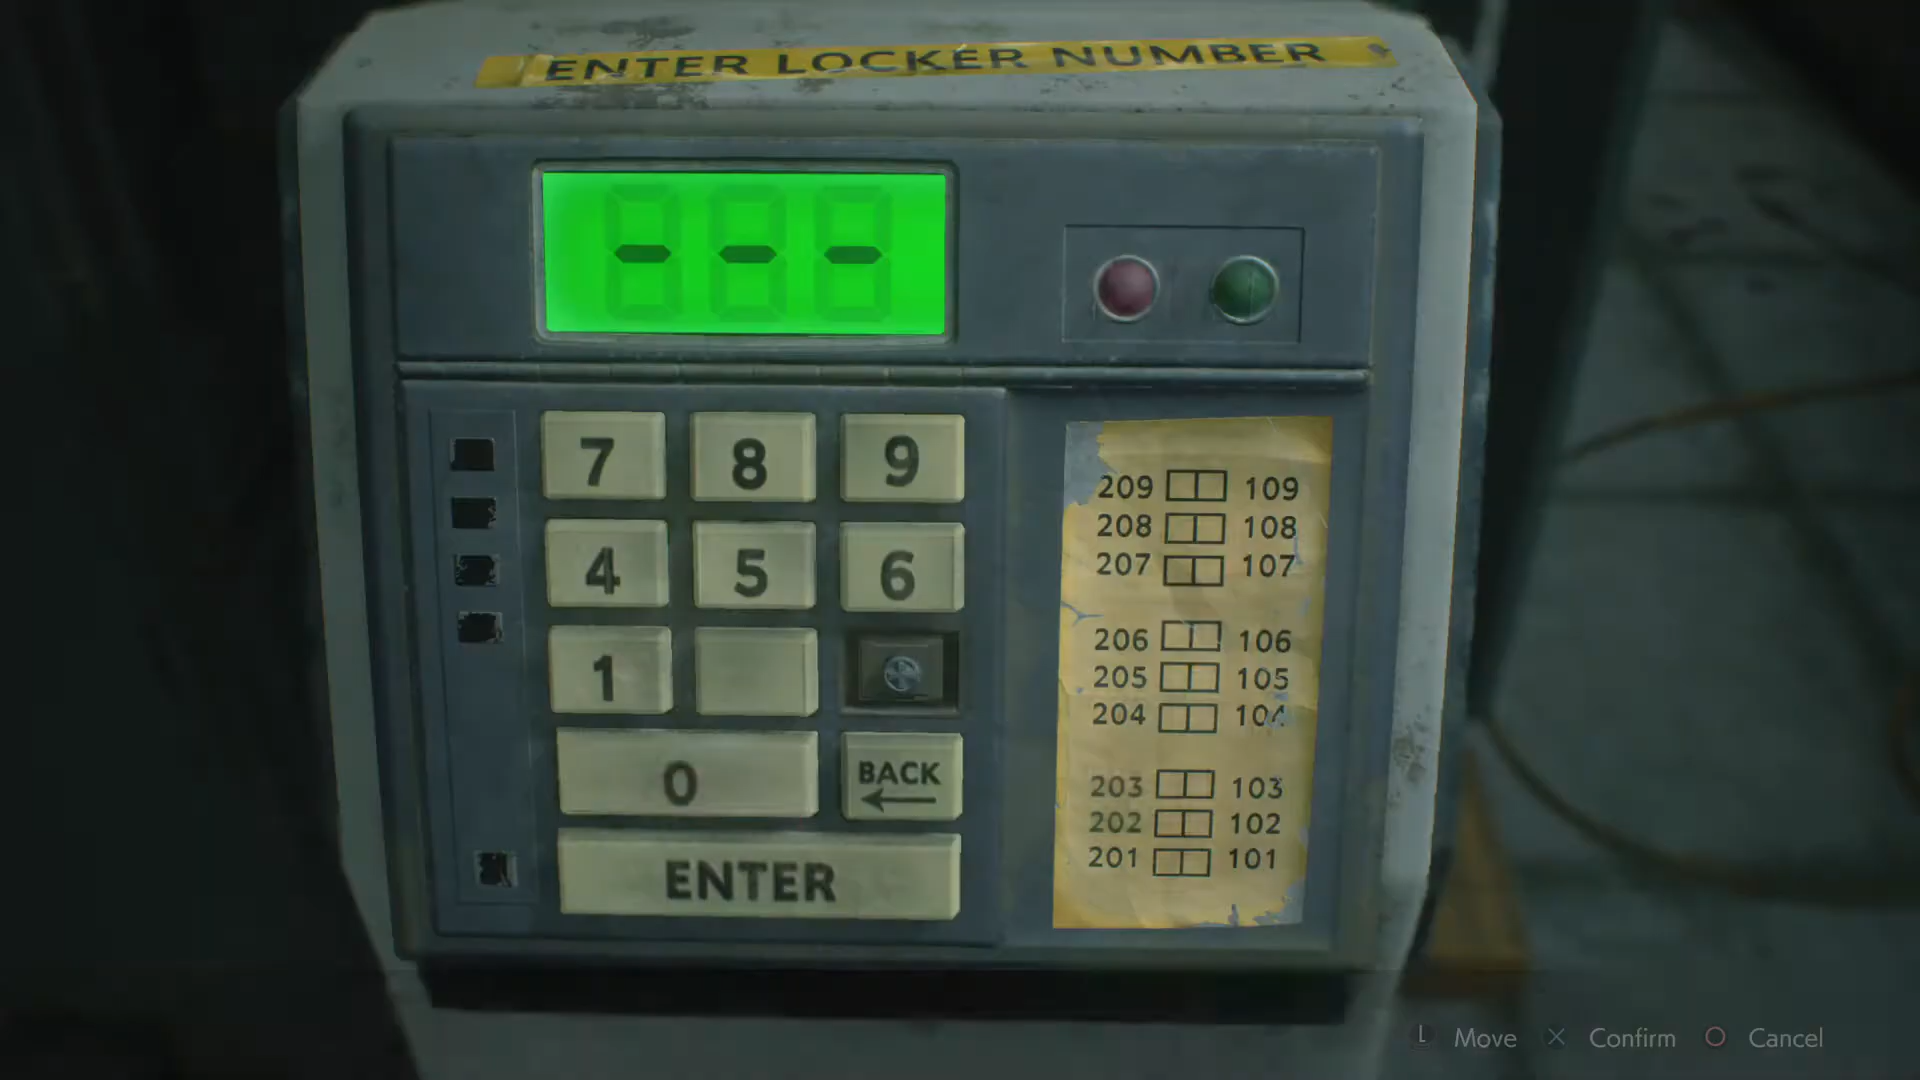 ENTER LOCKER NUMBER
- - -
7 8 9
4 5 6
1
0 BACK
ENTER
209 109
208 108
207 107
206 106
205 105
204 104
203 103
202 102
201 101
L Move X Confirm O Cancel